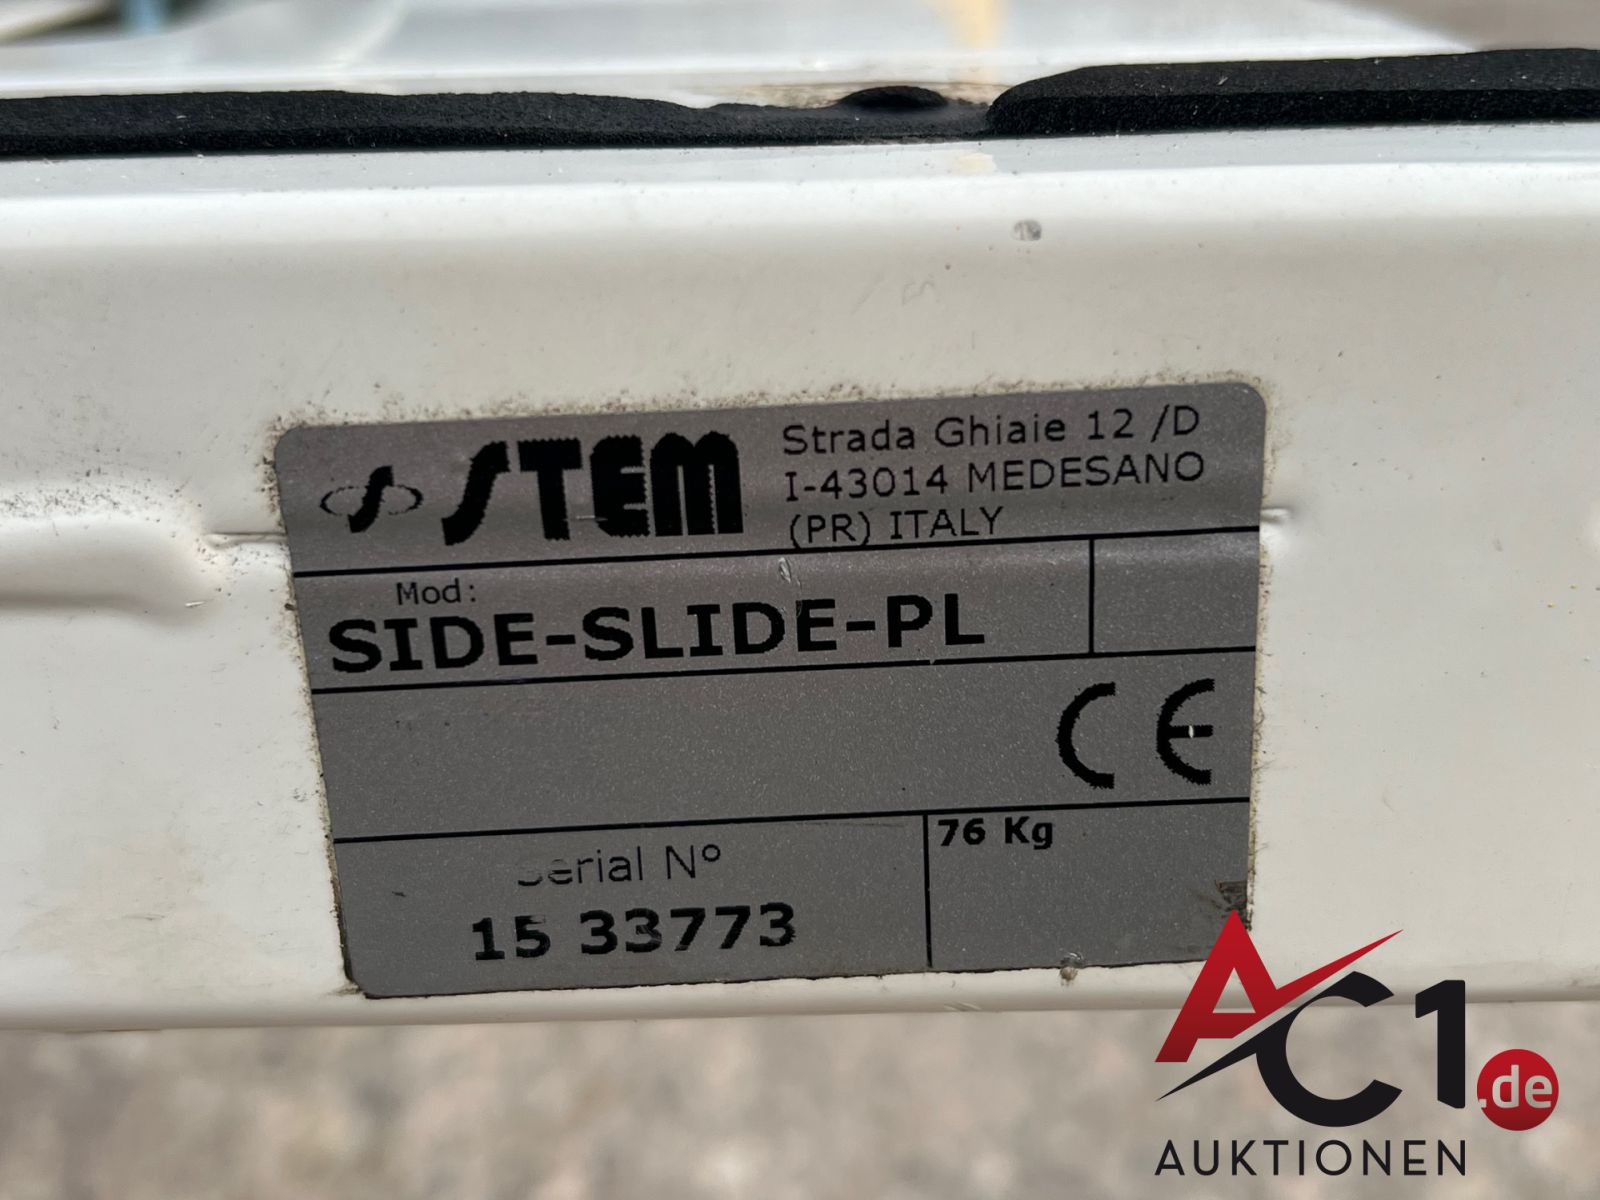 STEM
Strada Ghiaie 12 /D
I-43014 MEDESANO
(PR) ITALY
Mod:
SIDE-SLIDE-PL
CE
Serial Nº
15 33773
76 Kg
AC1.de
AUKTIONEN